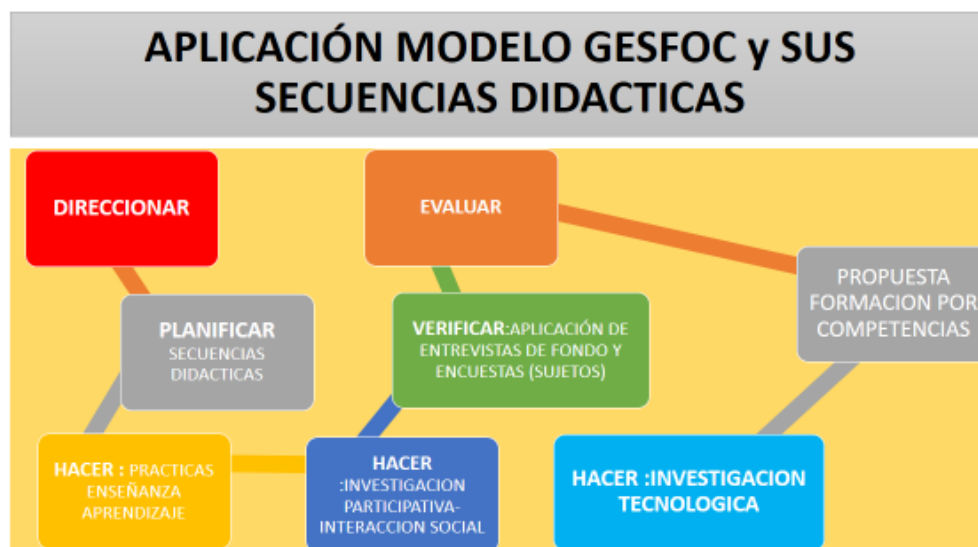 APLICACIÓN MODELO GESFOC y SUS
SECUENCIAS DIDACTICAS
DIRECCIONAR
PLANIFICAR
SECUENCIAS
DIDACTICAS
HACER : PRACTICAS
ENSEÑANZA
APRENDIZAJE
HACER
:INVESTIGACION
PARTICIPATIVA-
INTERACCION SOCIAL
VERIFICAR:APLICACIÓN DE
ENTREVISTAS DE FONDO Y
ENCUESTAS (SUJETOS)
EVALUAR
PROPUESTA
FORMACION POR
COMPETENCIAS
HACER :INVESTIGACION
TECNOLOGICA